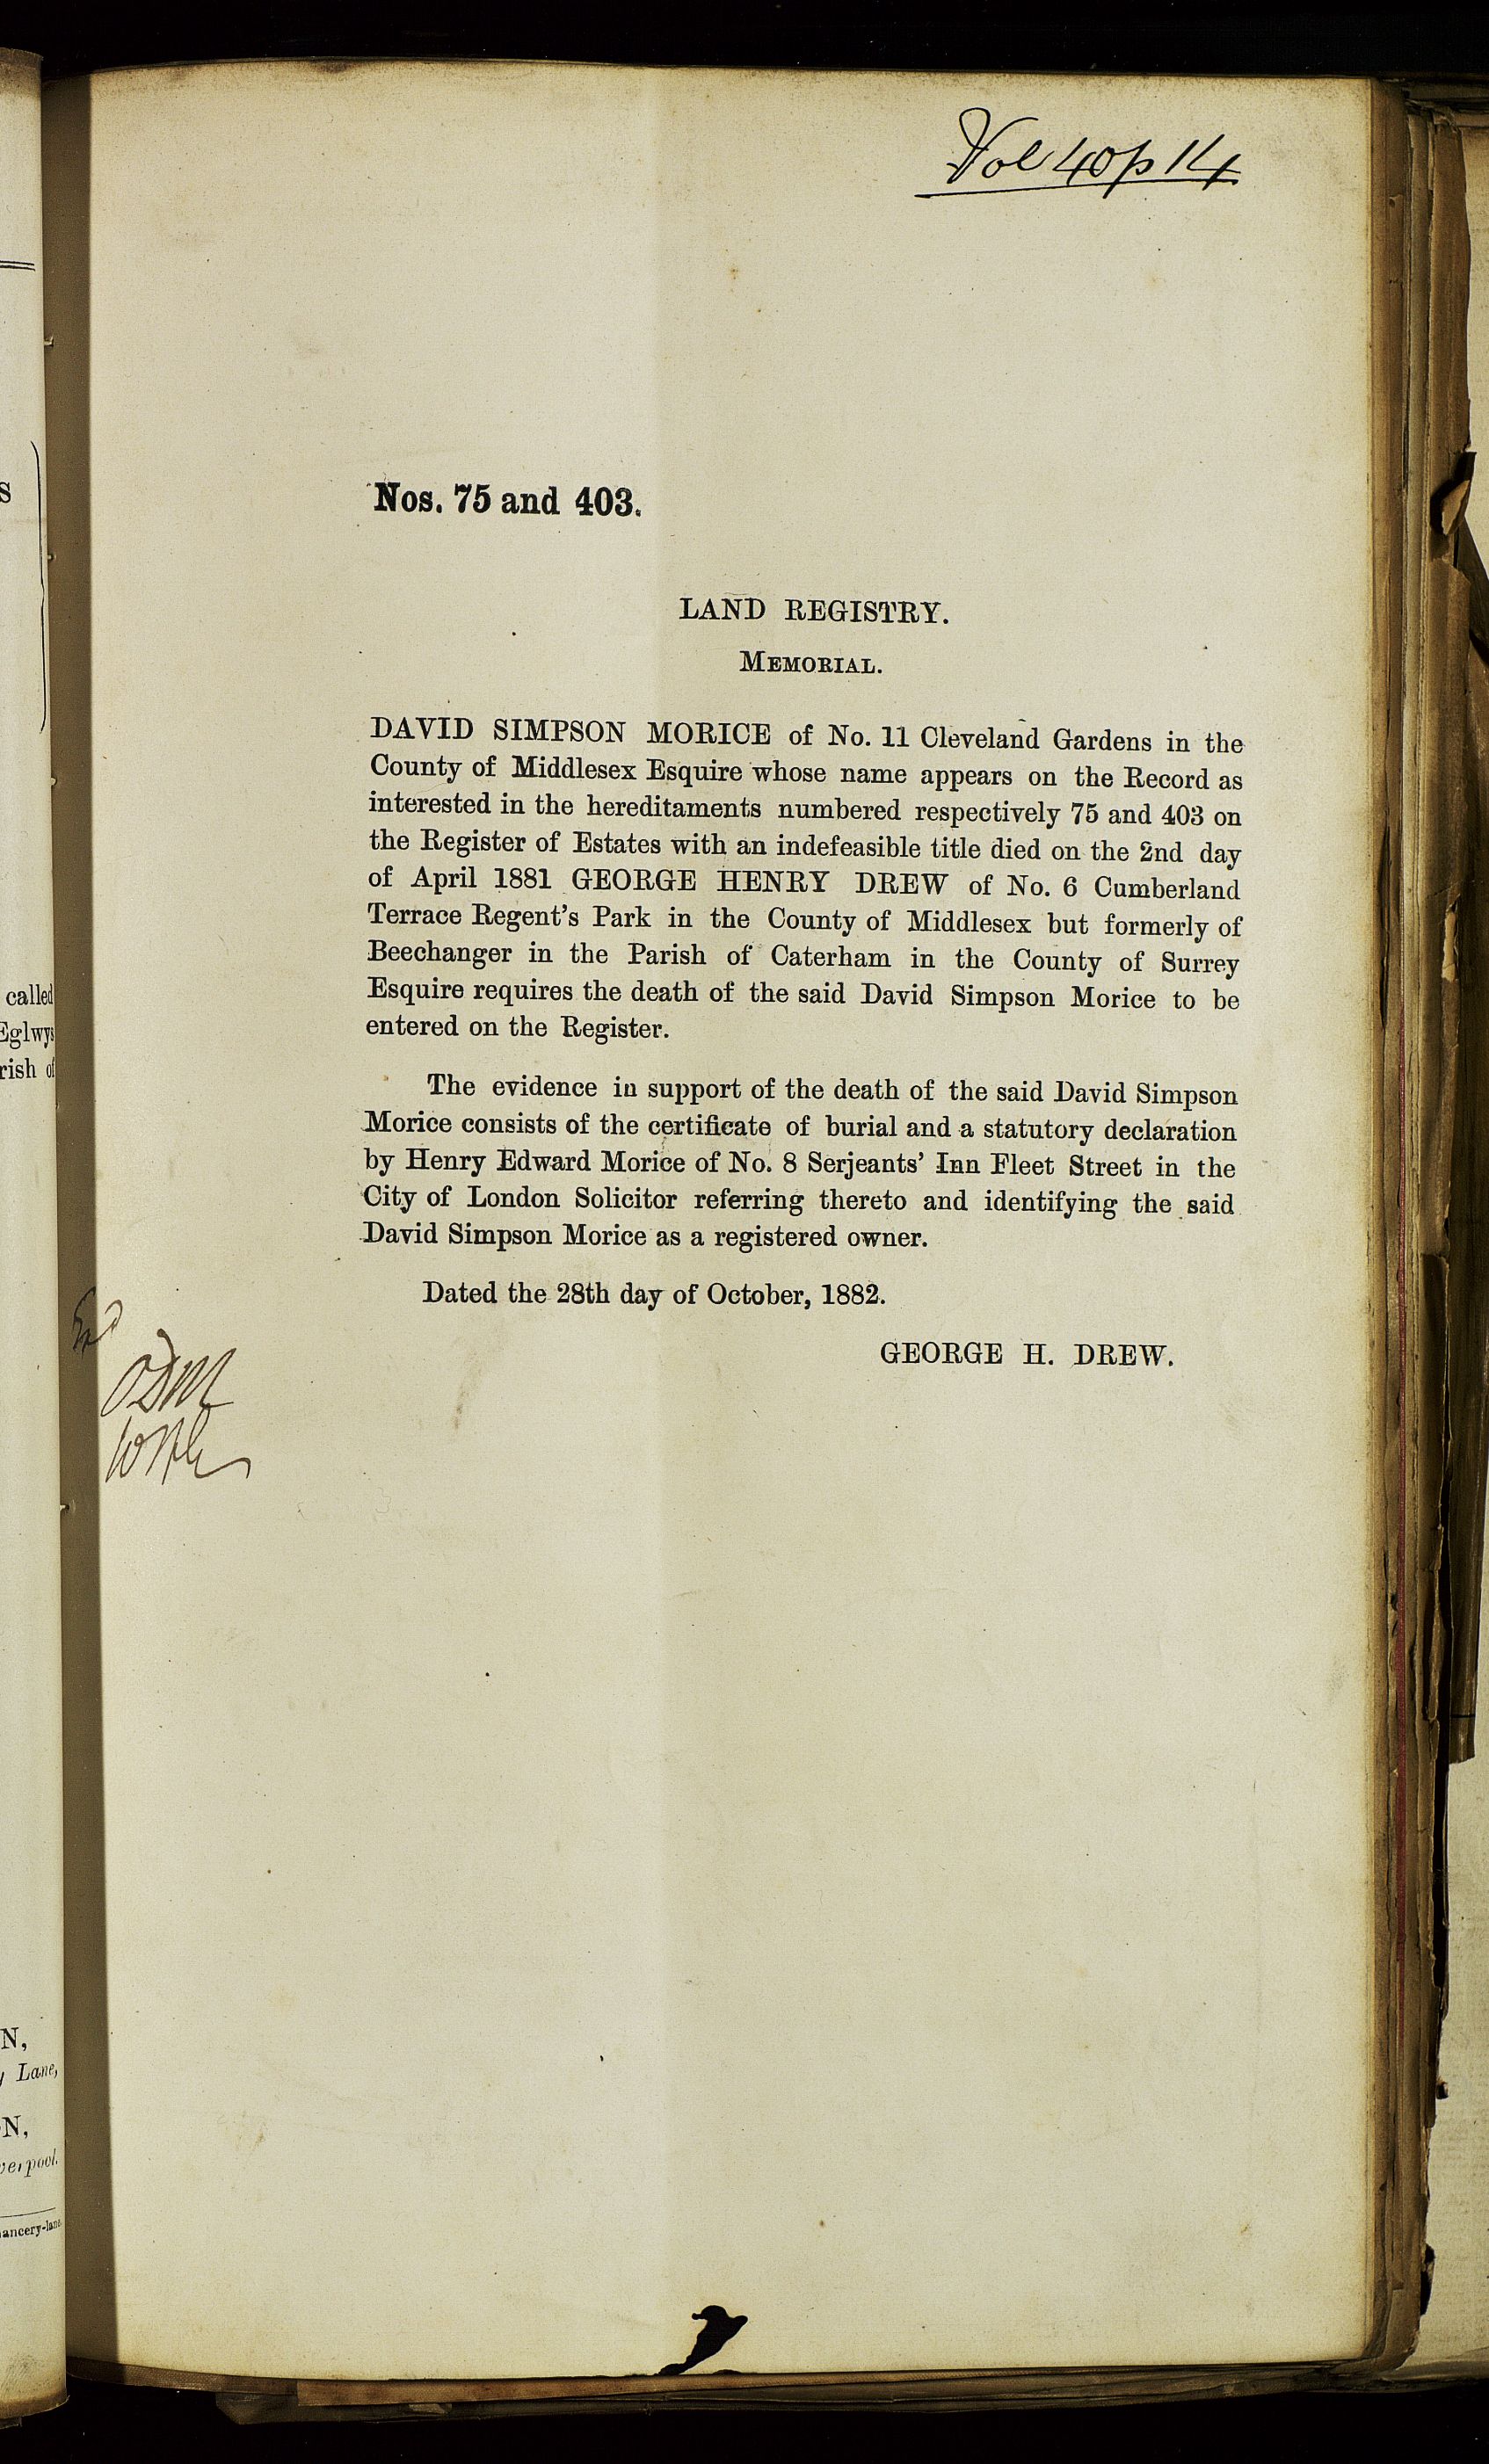 Vol 40 p 14
Nos. 75 and 403.
LAND REGISTRY.
MEMORIAL.
DAVID SIMPSON MORICE of No. 11 Cleveland Gardens in the
County of Middlesex Esquire whose name appears on the Record as
interested in the hereditaments numbered respectively 75 and 403 on
the Register of Estates with an indefeasible title died on the 2nd day
of April 1881 GEORGE HENRY DREW of No. 6 Cumberland
Terrace Regent's Park in the County of Middlesex but formerly of
Beechanger in the Parish of Caterham in the County of Surrey
Esquire requires the death of the said David Simpson Morice to be
entered on the Register.
The evidence in support of the death of the said David Simpson
Morice consists of the certificate of burial and a statutory declaration
by Henry Edward Morice of No. 8 Serjeants' Inn Fleet Street in the
City of London Solicitor referring thereto and identifying the said
David Simpson Morice as a registered owner.
Dated the 28th day of October, 1882.
GEORGE H. DREW.
called
Lane,